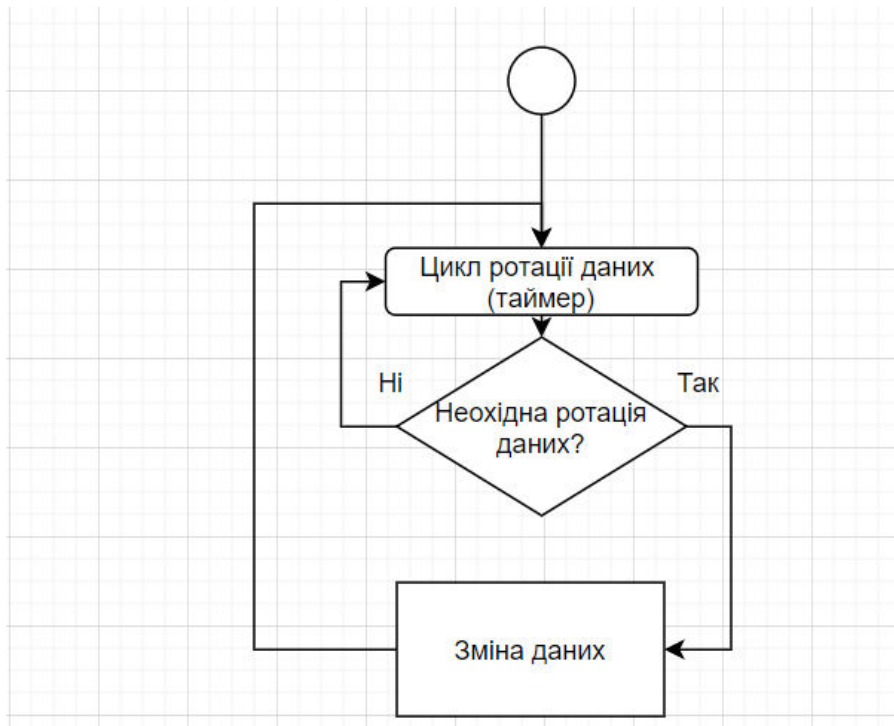 Цикл ротації даних
(таймер)
Ні
Так
Неохідна ротація
даних?
Зміна даних